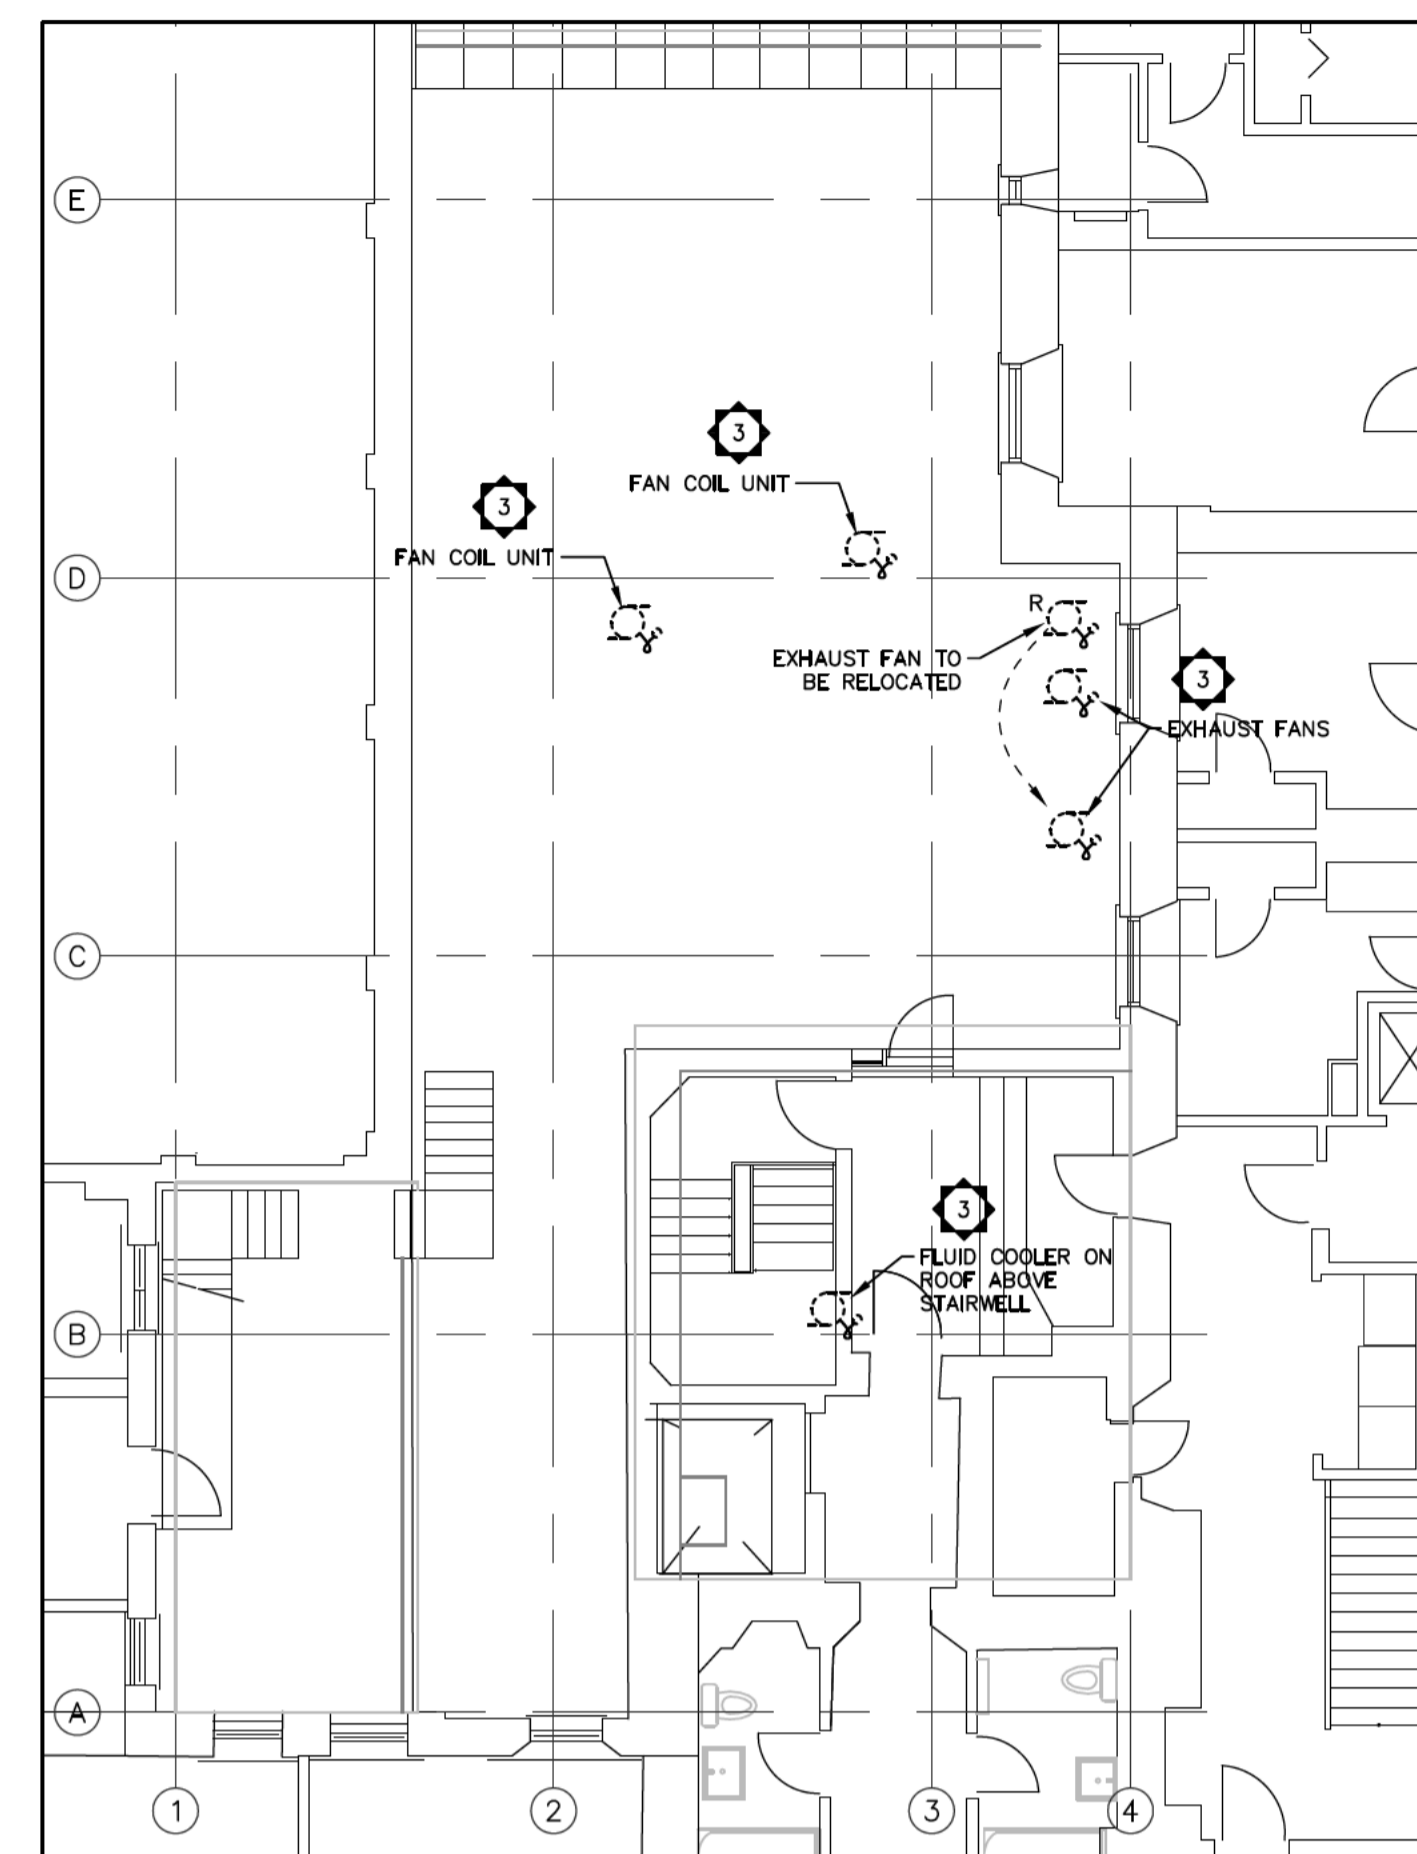 E
3
FAN COIL UNIT
3
FAN COIL UNIT
D
R
EXHAUST FAN TO
BE RELOCATED
3
EXHAUST FANS
C
3
FLUID COOLER ON
ROOF ABOVE
STAIRWELL
B
A
1
2
3
4